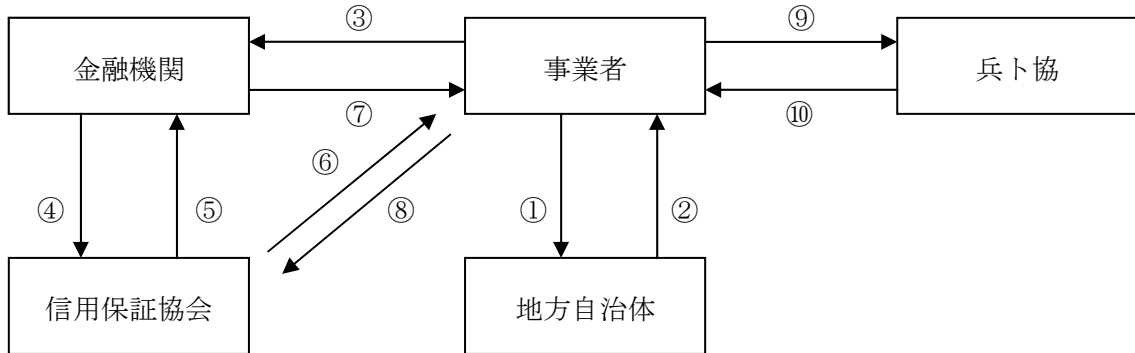 ③ ⑨
金融機関 事業者 兵ト協
⑦ ⑩
⑥
④ ⑤ ⑧ ① ②
信用保証協会 地方自治体